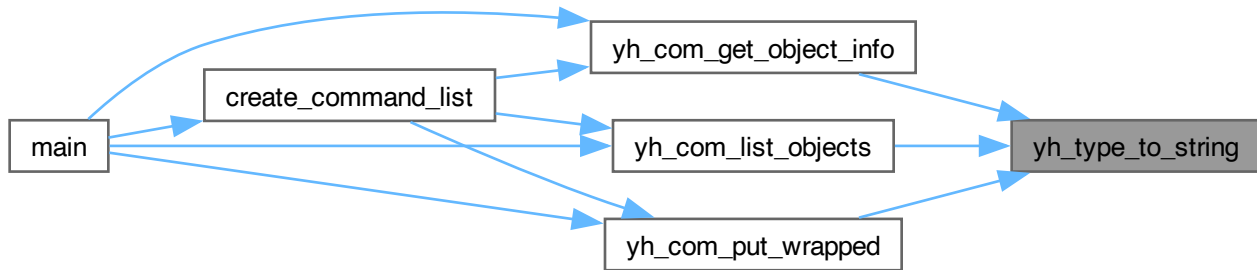 main
create_command_list
yh_com_get_object_info
yh_com_list_objects
yh_com_put_wrapped
yh_type_to_string